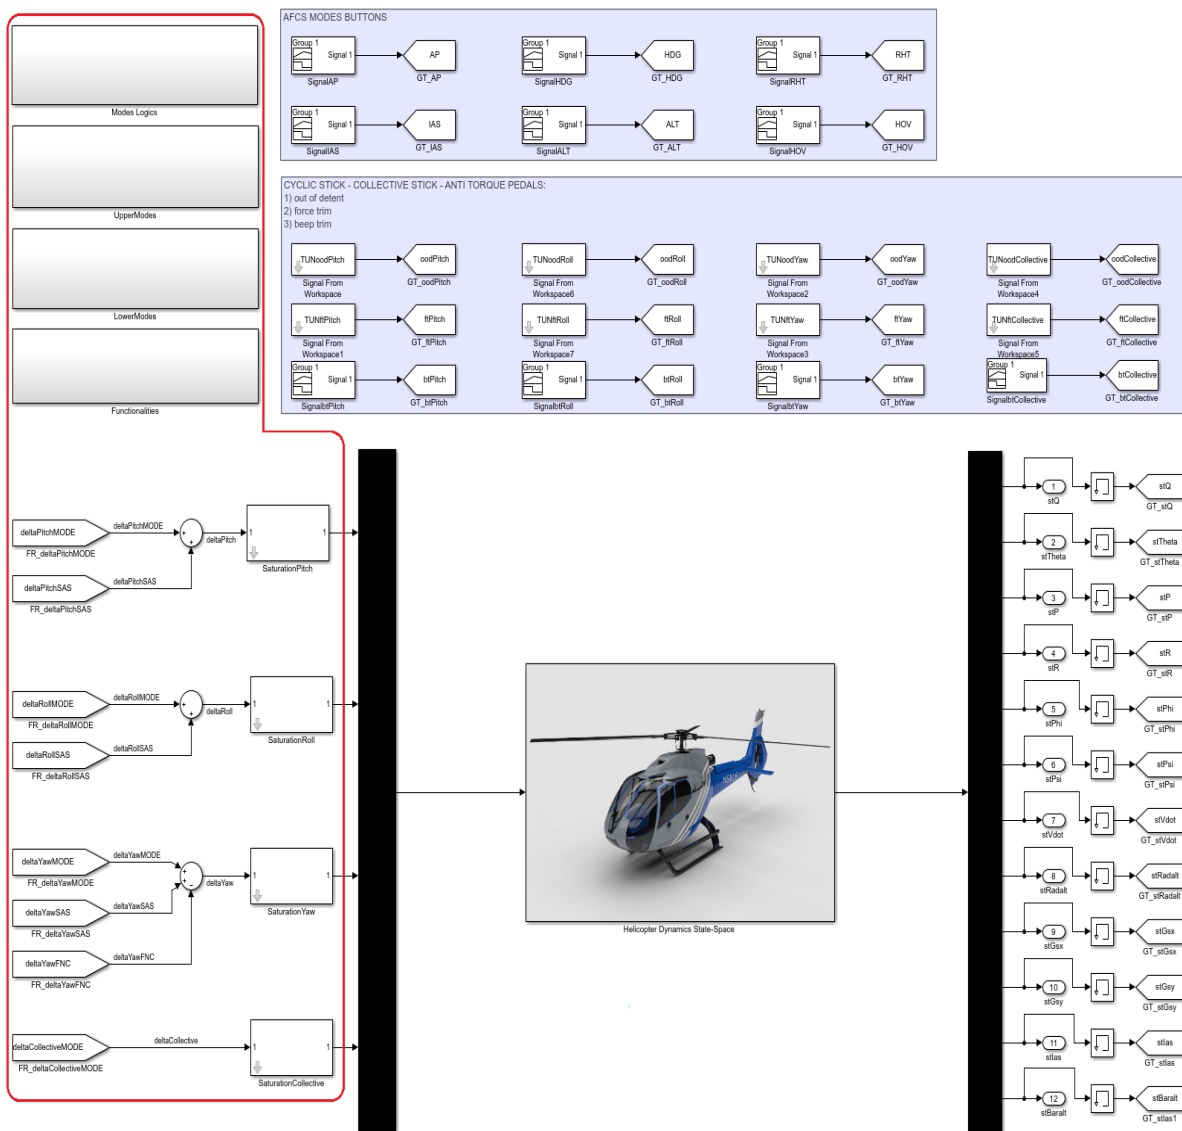 Modes Logics
UpperModes
LowerModes
Functionalities
AFCS MODES BUTTONS
Group 1
Signal 1
SignalAP
AP
GT_AP
Group 1
Signal 1
SignalHDG
HDG
GT_HDG
Group 1
Signal 1
SignalRHT
RHT
GT_RHT
Group 1
Signal 1
SignalIAS
IAS
GT_IAS
Group 1
Signal 1
SignalALT
ALT
GT_ALT
Group 1
Signal 1
SignalHOV
HOV
GT_HOV
CYCLIC STICK - COLLECTIVE STICK - ANTI TORQUE PEDALS:
1) out of detent
2) force trim
3) beep trim
TUNoodPitch
Signal From
Workspace
oodPitch
GT_oodPitch
TUNoodRoll
Signal From
Workspace6
oodRoll
GT_oodRoll
TUNoodYaw
Signal From
Workspace2
oodYaw
GT_oodYaw
TUNoodCollective
Signal From
Workspace4
oodCollective
GT_oodCollective
TUNftPitch
Signal From
Workspace1
ftPitch
GT_ftPitch
TUNftRoll
Signal From
Workspace7
ftRoll
GT_ftRoll
TUNftYaw
Signal From
Workspace3
ftYaw
GT_ftYaw
TUNftCollective
Signal From
Workspace5
ftCollective
GT_ftCollective
Group 1
Signal 1
SignalbtPitch
btPitch
GT_btPitch
Group 1
Signal 1
SignalbtRoll
btRoll
GT_btRoll
Group 1
Signal 1
SignalbtYaw
btYaw
GT_btYaw
Group 1
Signal 1
SignalbtCollective
btCollective
GT_btCollective
deltaPitchMODE
FR_deltaPitchMODE
deltaPitchMODE
deltaPitchSAS
FR_deltaPitchSAS
deltaPitchSAS
deltaPitch
1
1
SaturationPitch
deltaRollMODE
FR_deltaRollMODE
deltaRollMODE
deltaRollSAS
FR_deltaRollSAS
deltaRollSAS
deltaRoll
1
1
SaturationRoll
deltaYawMODE
FR_deltaYawMODE
deltaYawMODE
deltaYawSAS
FR_deltaYawSAS
deltaYawSAS
deltaYawFNC
FR_deltaYawFNC
deltaYawFNC
deltaYaw
1
1
SaturationYaw
deltaCollectiveMODE
FR_deltaCollectiveMODE
deltaCollective
1
1
SaturationCollective
Helicopter Dynamics State-Space
1
stQ
stQ
GT_stQ
2
stTheta
stTheta
GT_stTheta
3
stP
stP
GT_stP
4
stR
stR
GT_stR
5
stPhi
stPhi
GT_stPhi
6
stPsi
stPsi
GT_stPsi
7
stVdot
stVdot
GT_stVdot
8
stRadalt
stRadalt
GT_stRadalt
9
stGsx
stGsx
GT_stGsx
10
stGsy
stGsy
GT_stGsy
11
stIas
stIas
GT_stIas
12
stBaralt
stBaralt
GT_stIas1